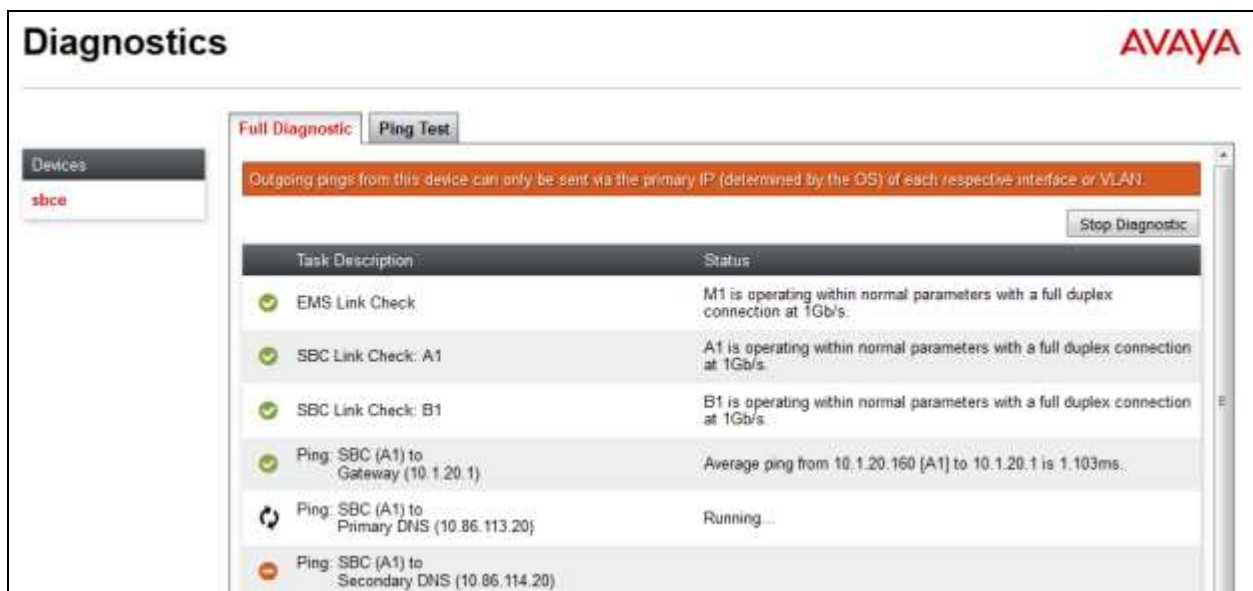 Diagnostics
AVAYA
Full Diagnostic
Ping Test
Devices
sbce
Outgoing pings from this device can only be sent via the primary IP (determined by the OS) of each respective interface or VLAN.
Stop Diagnostic
Task Description
Status
EMS Link Check
M1 is operating within normal parameters with a full duplex
connection at 1Gb/s.
SBC Link Check: A1
A1 is operating within normal parameters with a full duplex connection
at 1Gb/s.
SBC Link Check: B1
B1 is operating within normal parameters with a full duplex connection
at 1Gb/s.
Ping: SBC (A1) to
Gateway (10.1.20.1)
Average ping from 10.1.20.160 [A1] to 10.1.20.1 is 1.103ms.
Ping: SBC (A1) to
Primary DNS (10.86.113.20)
Running...
Ping: SBC (A1) to
Secondary DNS (10.86.114.20)